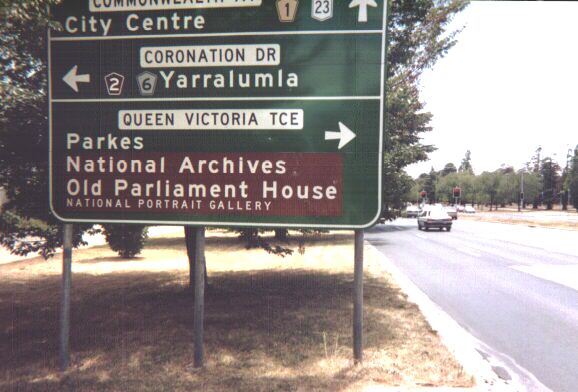 City Centre 1 23
CORONATION DR
2 6 Yarralumla
QUEEN VICTORIA TCE
Parkes
National Archives
Old Parliament House
NATIONAL PORTRAIT GALLERY